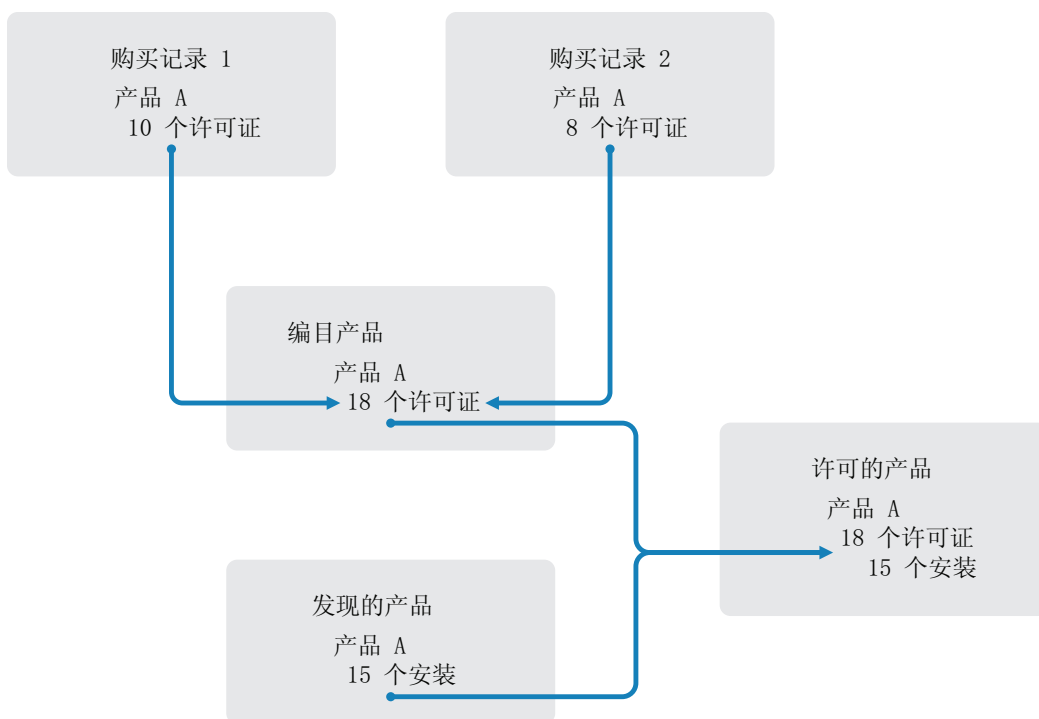 购买记录 1
产品 A
10 个许可证
购买记录 2
产品 A
8 个许可证
编目产品
产品 A
18 个许可证
许可的产品
产品 A
18 个许可证
15 个安装
发现的产品
产品 A
15 个安装